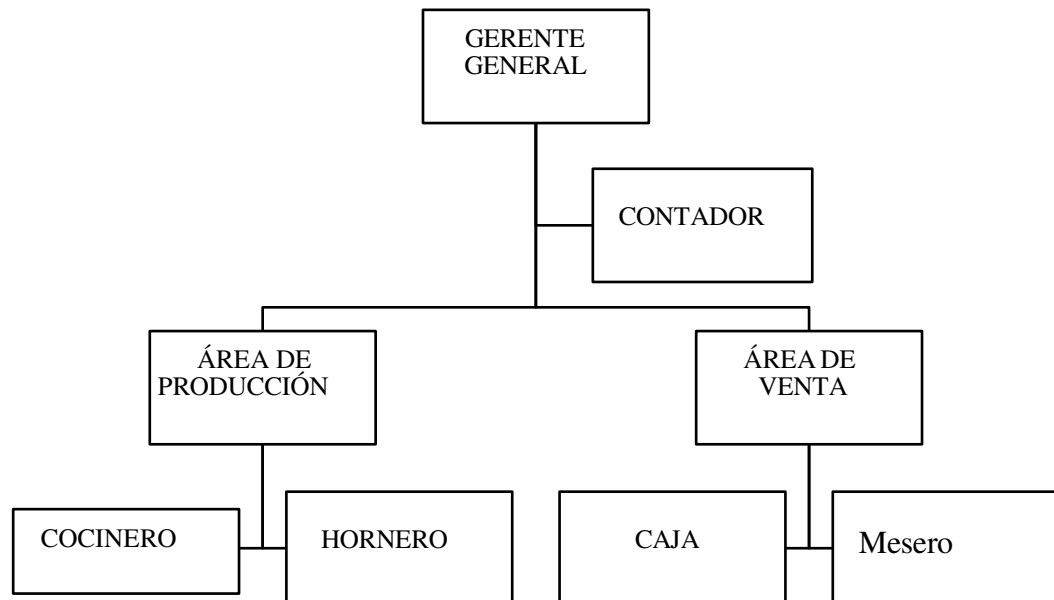 GERENTE
GENERAL
CONTADOR
ÁREA DE
PRODUCCIÓN
ÁREA DE
VENTA
COCINERO
HORNERO
CAJA
Mesero